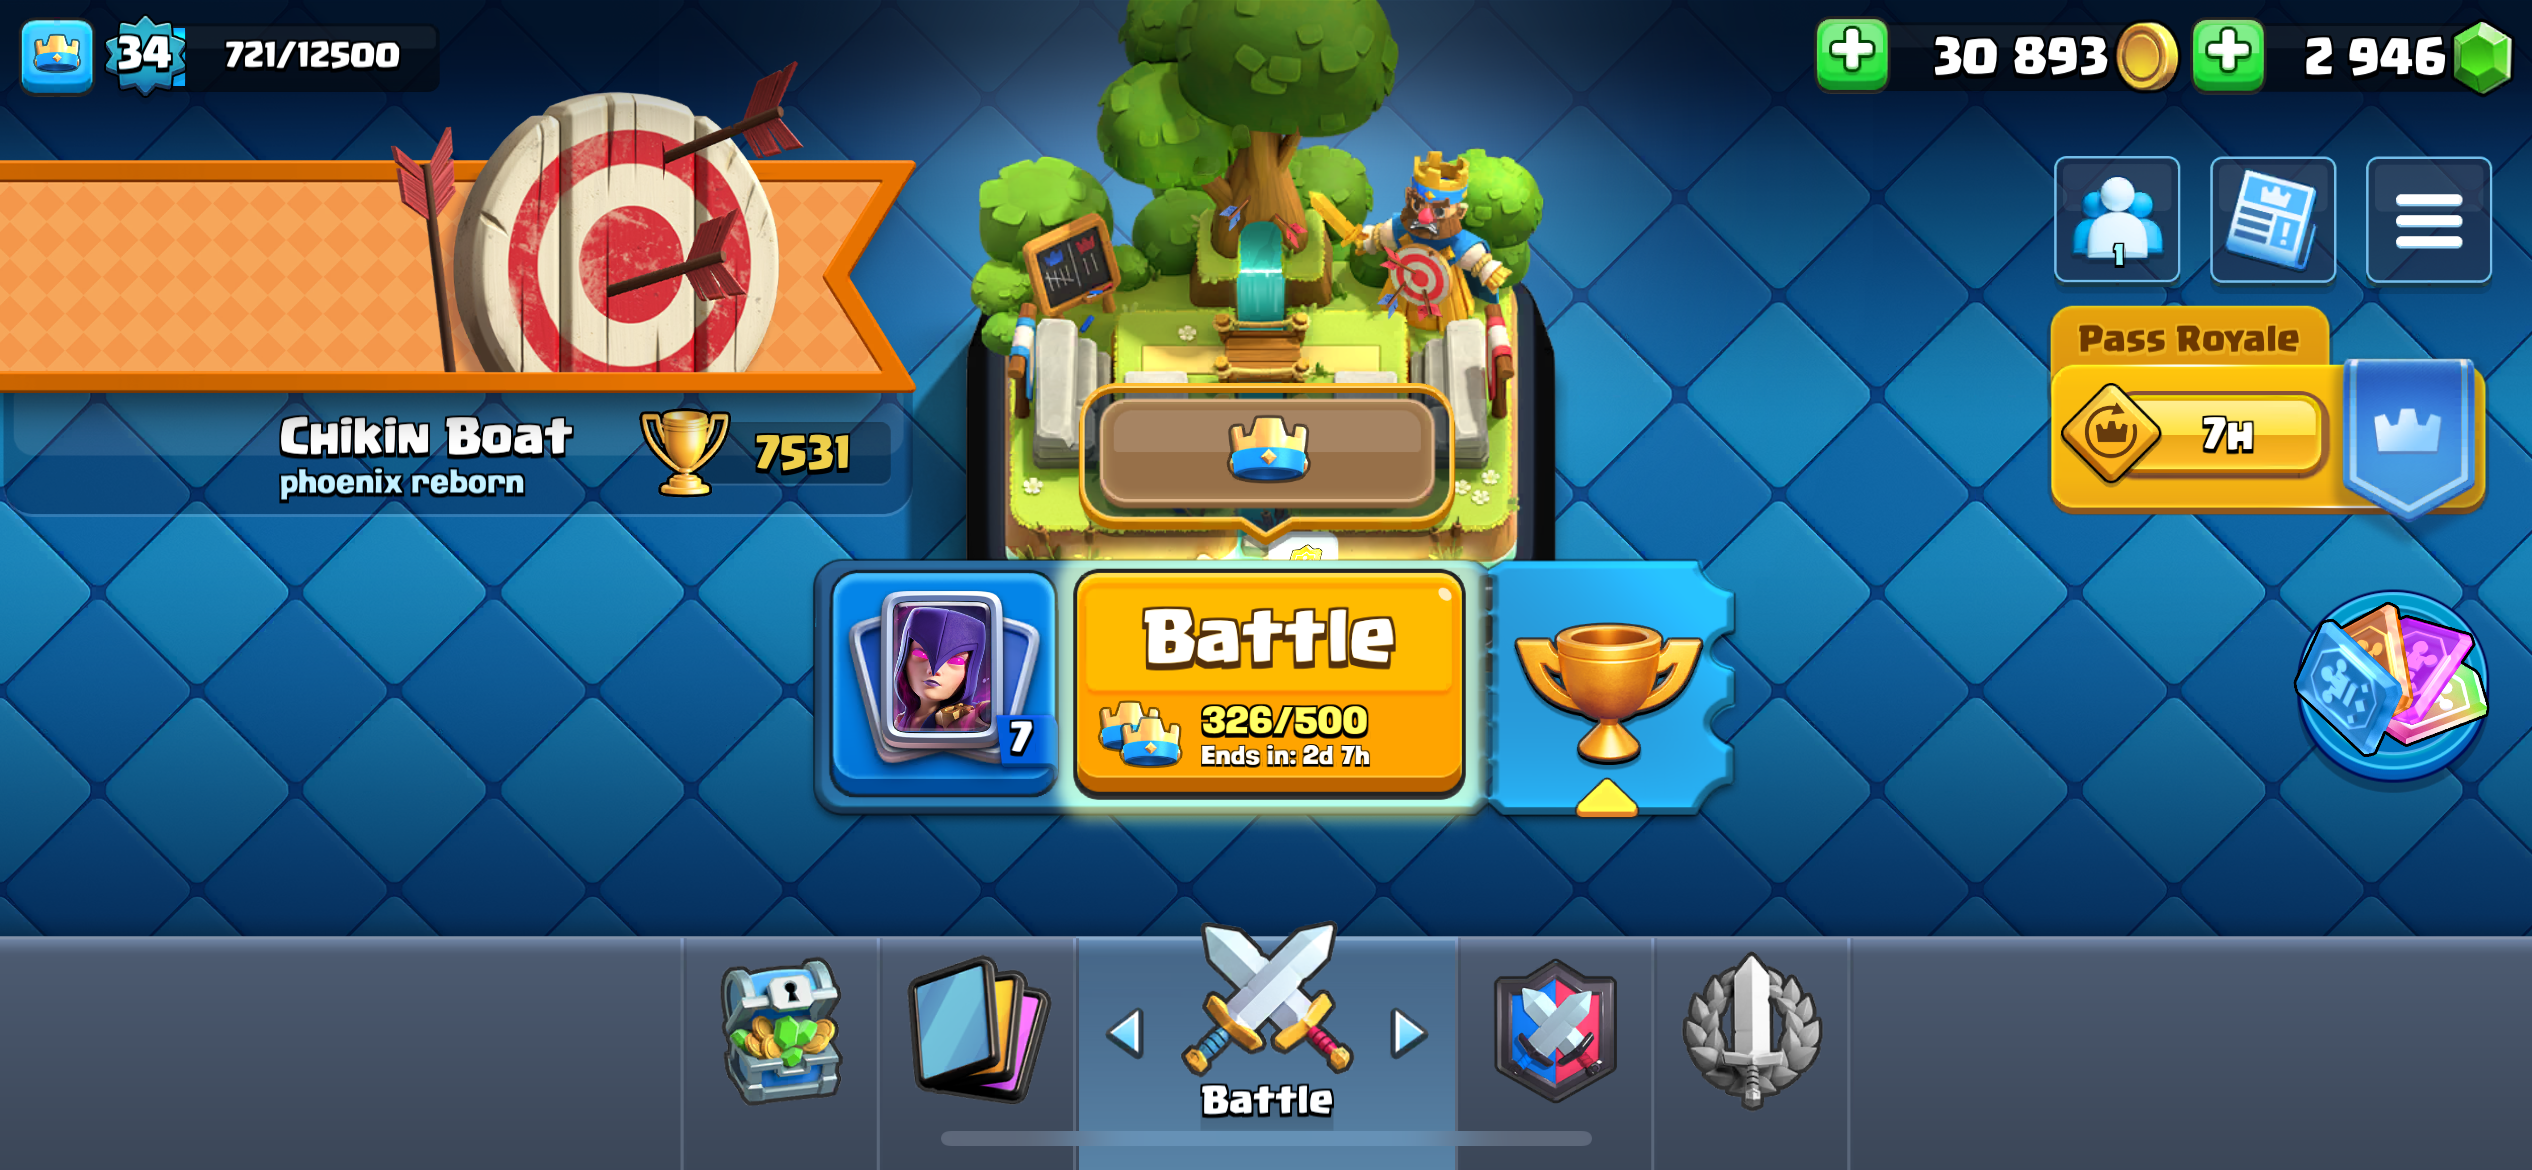 34
721/12500
30 893
2 946
1
Pass Royale
7H
Chikin Boat
phoenix reborn
7531
7
Battle
326/500
Ends in: 2d 7h
Battle